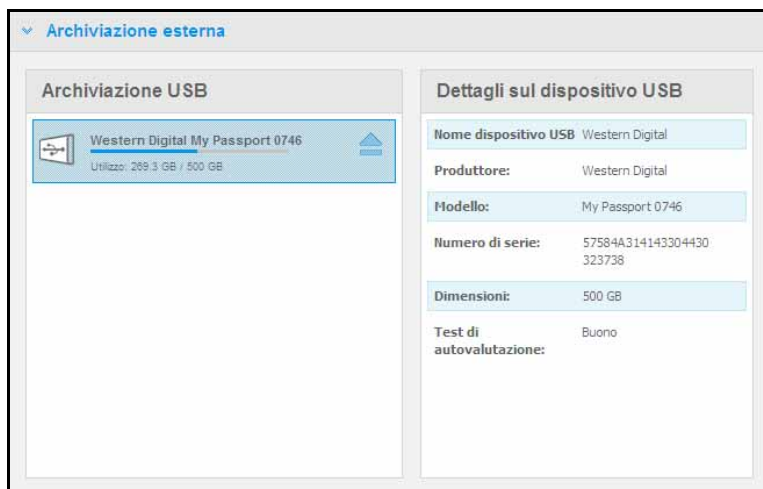 Archiviazione esterna
Archiviazione USB
Western Digital My Passport 0746
Utilizzo: 269.3 GB / 500 GB
Dettagli sul dispositivo USB
Nome dispositivo USB Western Digital
Produttore: Western Digital
Modello: My Passport 0746
Numero di serie: 57584A314143304430
323738
Dimensioni: 500 GB
Test di Buono
autovalutazione: